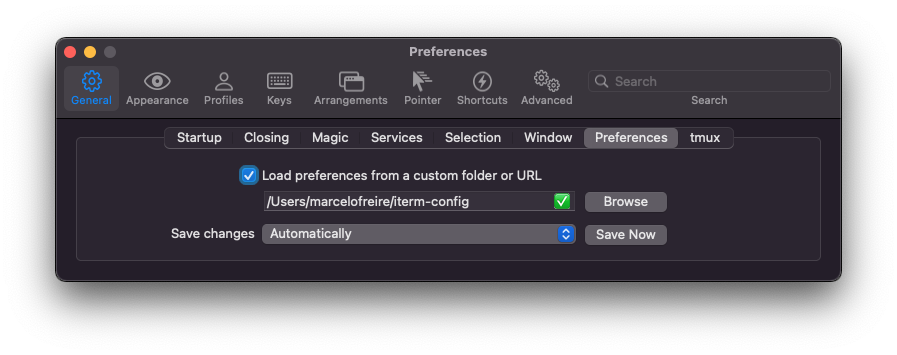 Preferences
General Appearance Profiles Keys Arrangements Pointer Shortcuts Advanced Search
Search
Startup Closing Magic Services Selection Window Preferences tmux
Load preferences from a custom folder or URL
/Users/marcelofreire/iterm-config Browse
Save changes Automatically Save Now